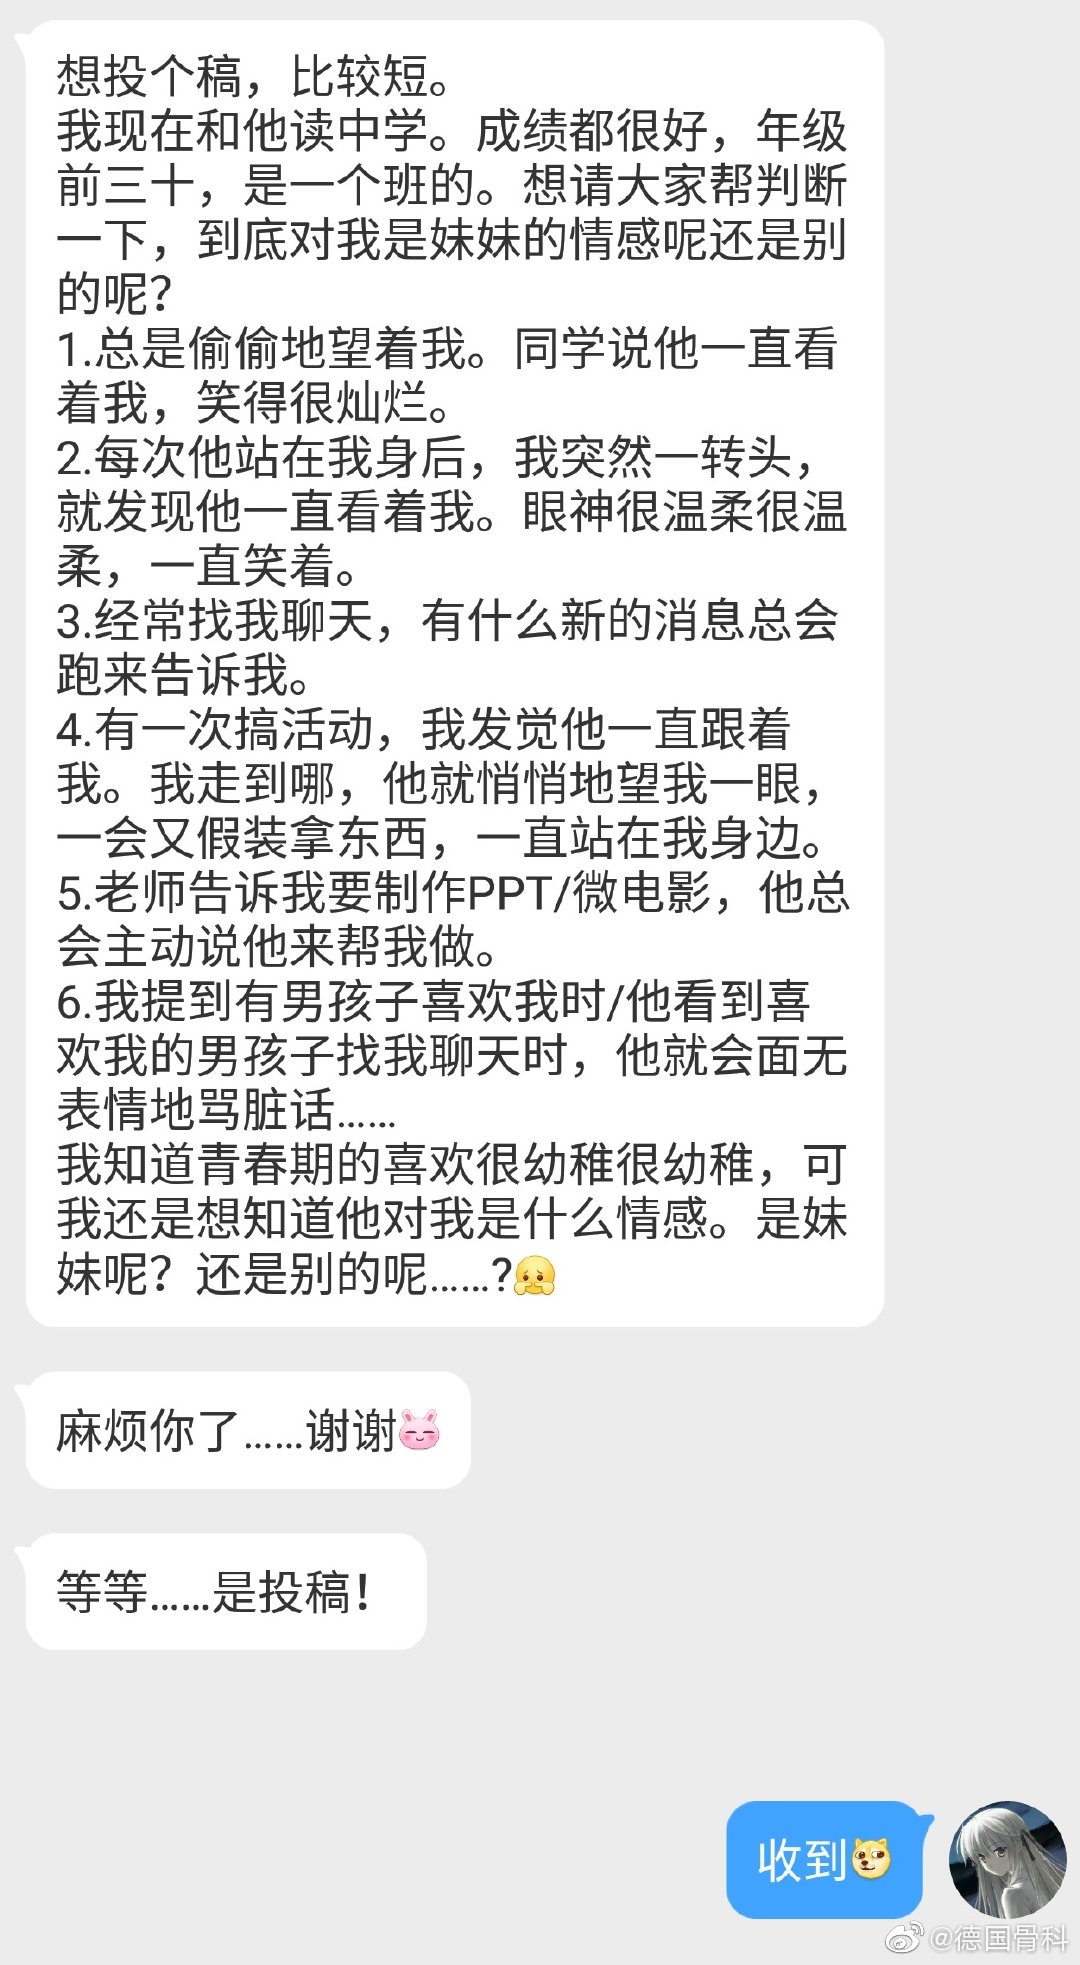 想投个稿，比较短。
我现在和他读中学。成绩都很好，年级
前三十，是一个班的。想请大家帮判断
一下，到底对我是妹妹的情感呢还是别
的呢？
1.总是偷偷地望着我。同学说他一直看
着我，笑得很灿烂。
2.每次他站在我身后，我突然一转头，
就发现他一直看着我。眼神很温柔很温
柔，一直笑着。
3.经常找我聊天，有什么新的消息总会
跑来告诉我。
4.有一次搞活动，我发觉他一直跟着
我。我走到哪，他就悄悄地望我一眼，
一会又假装拿东西，一直站在我身边。
5.老师告诉我要制作PPT/微电影，他总
会主动说他来帮我做。
6.我提到有男孩子喜欢我时/他看到喜
欢我的男孩子找我聊天时，他就会面无
表情地骂脏话……
我知道青春期的喜欢很幼稚很幼稚，可
我还是想知道他对我是什么情感。是妹
妹呢？还是别的呢……?
麻烦你了……谢谢
等等……是投稿！
收到
@德国骨科